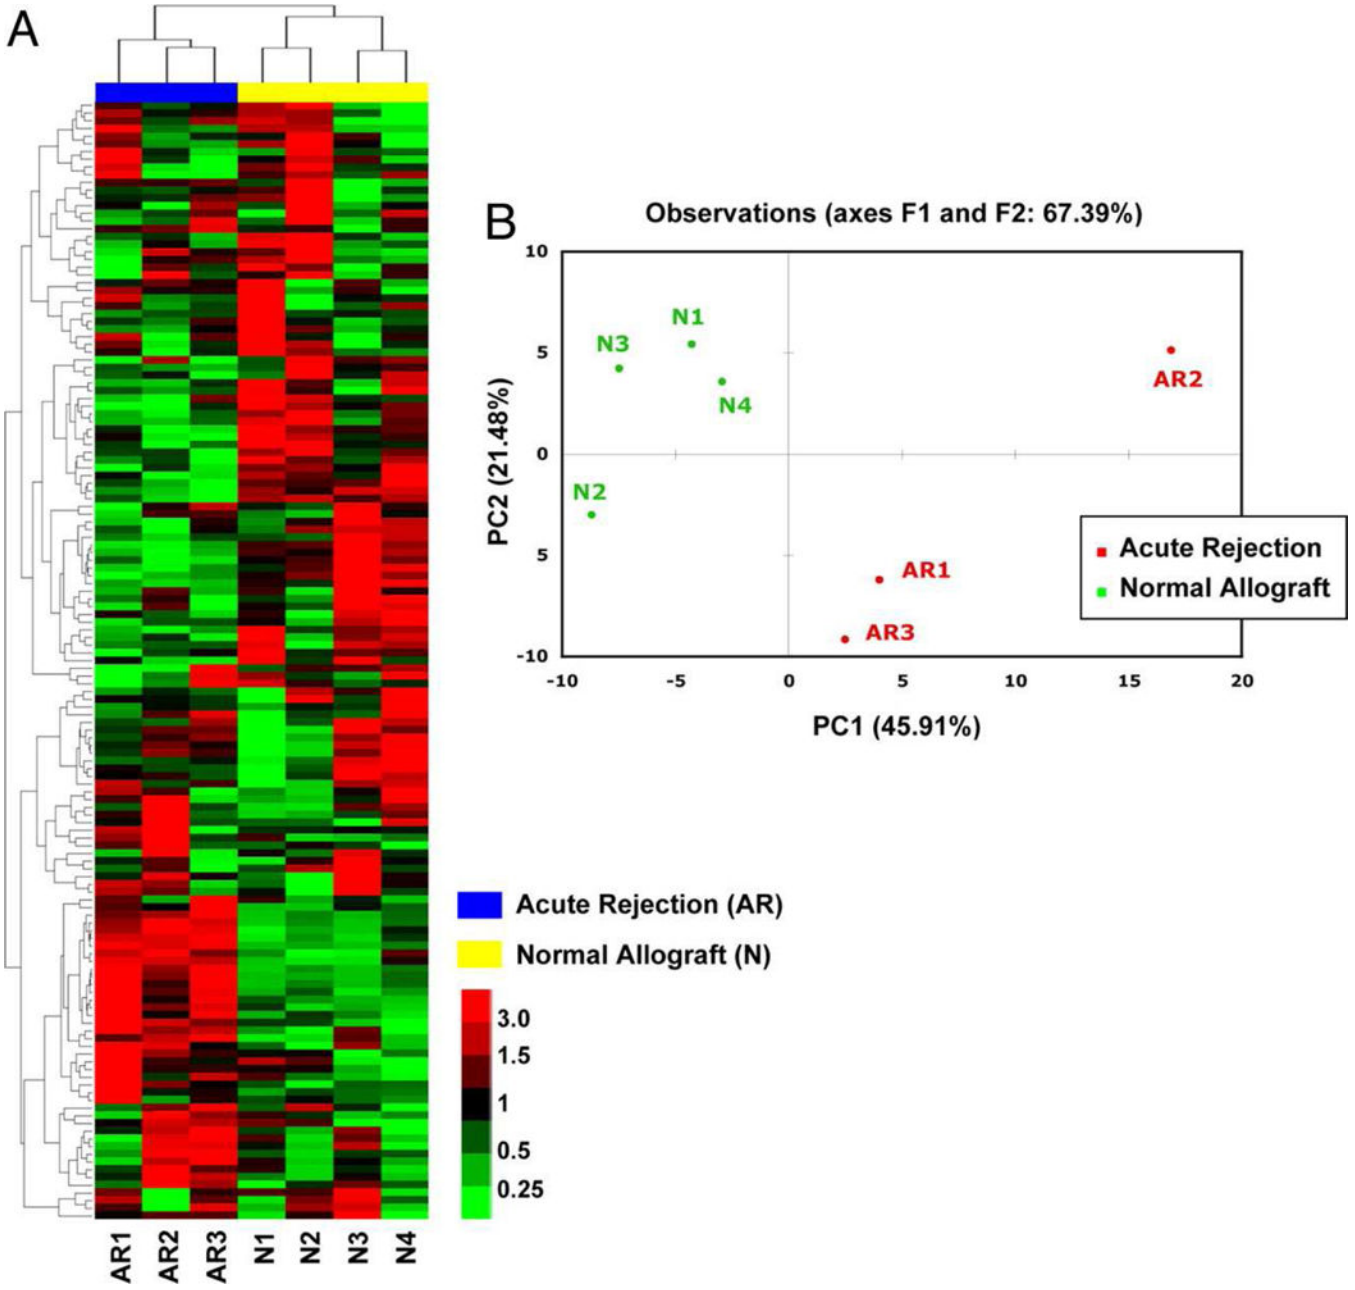 A
B
Observations (axes F1 and F2: 67.39%)
10
5
0
5
-10
PC2 (21.48%)
N1
N3
N4
N2
AR2
AR1
AR3
Acute Rejection
Normal Allograft
-10 -5 0 5 10 15 20
PC1 (45.91%)
Acute Rejection (AR)
Normal Allograft (N)
3.0
1.5
1
0.5
0.25
AR1 AR2 AR3 N1 N2 N3 N4